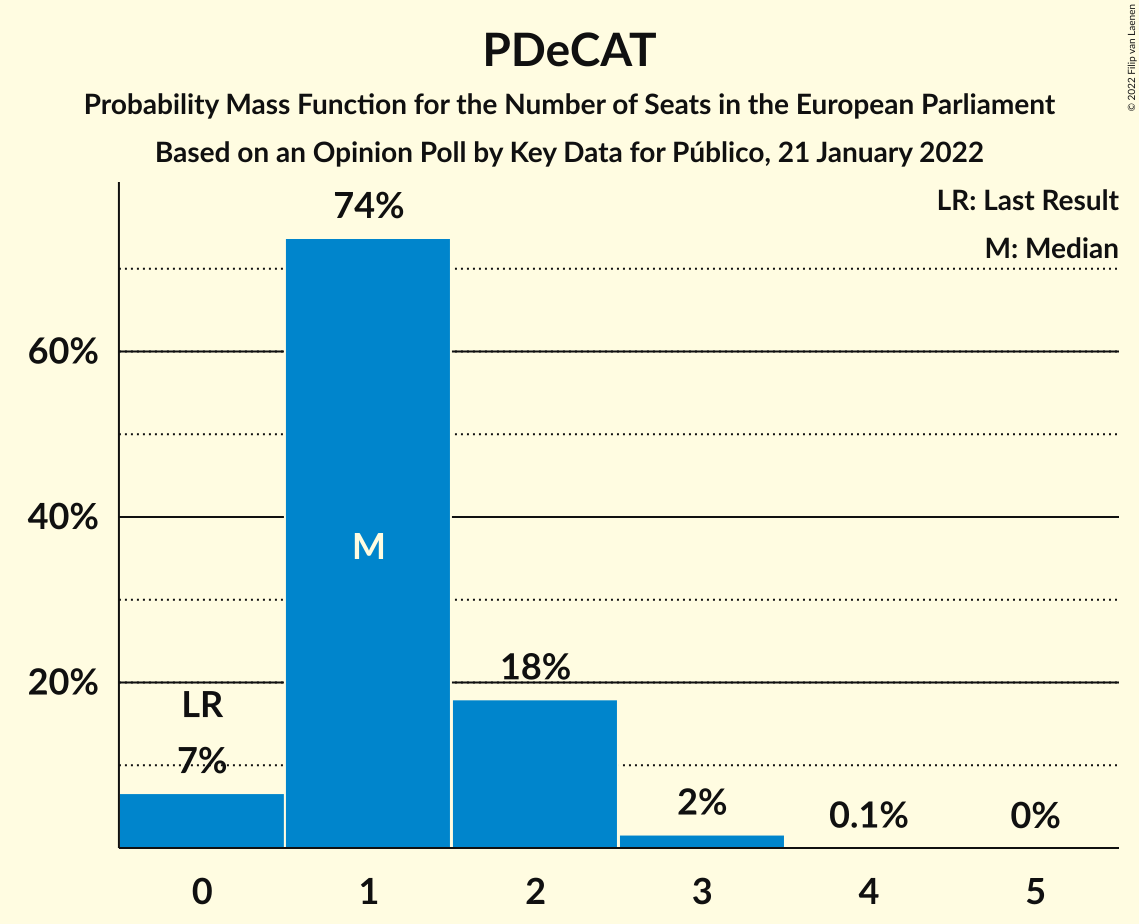 PDeCAT
Probability Mass Function for the Number of Seats in the European Parliament
Based on an Opinion Poll by Key Data for Público, 21 January 2022
© 2022 Filip van Laenen
LR: Last Result
M: Median
74%
60%
40%
M
18%
20%
LR
7%
2%
0.1%
0%
0 1 2 3 4 5